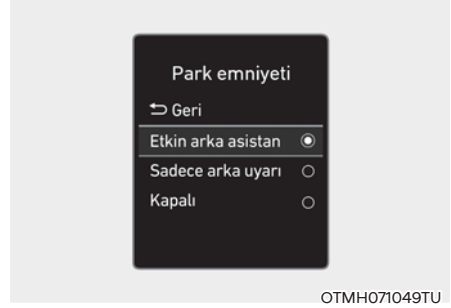 Park emniyeti
⮌ Geri
Etkin arka asistan
Sadece arka uyarı
Kapalı
OTMH071049TU